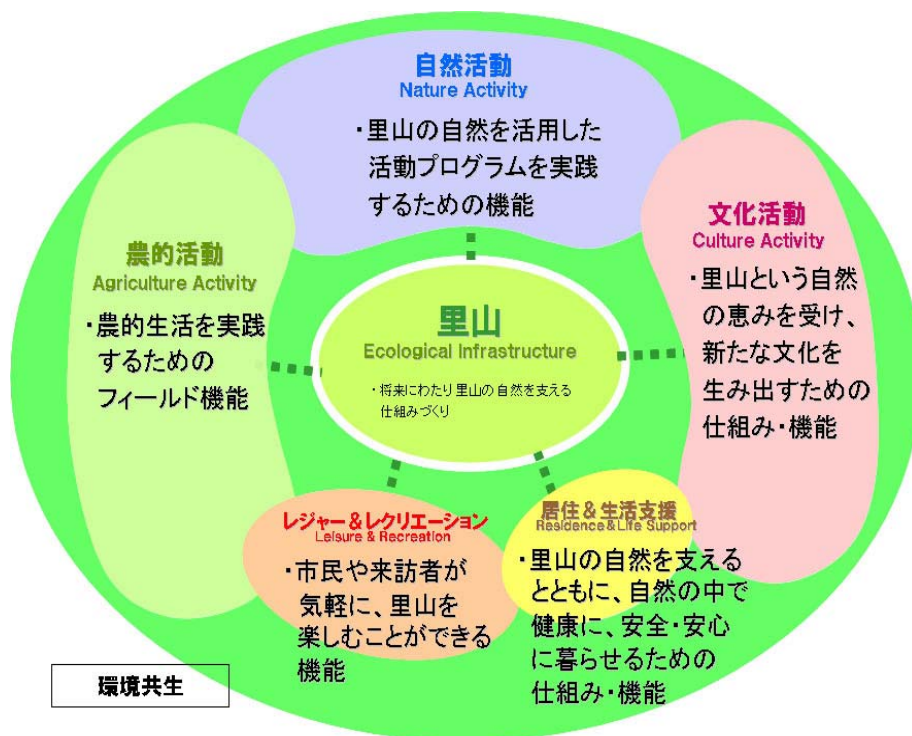 自然活動
Nature Activity
・里山の自然を活用した
活動プログラムを実践
するための機能
農的活動
Agriculture Activity
・農的生活を実践
するための
フィールド機能
文化活動
Culture Activity
・里山という自然
の恵みを受け、
新たな文化を
生み出すための
仕組み・機能
里山
Ecological Infrastructure
・将来にわたり里山の自然を支える
仕組みづくり
レジャー&レクリエーション
Leisure & Recreation
・市民や来訪者が
気軽に、里山を
楽しむことができる
機能
居住&生活支援
Residence&Life Support
・里山の自然を支える
とともに、自然の中で
健康に、安全・安心
に暮らせるための
仕組み・機能
環境共生